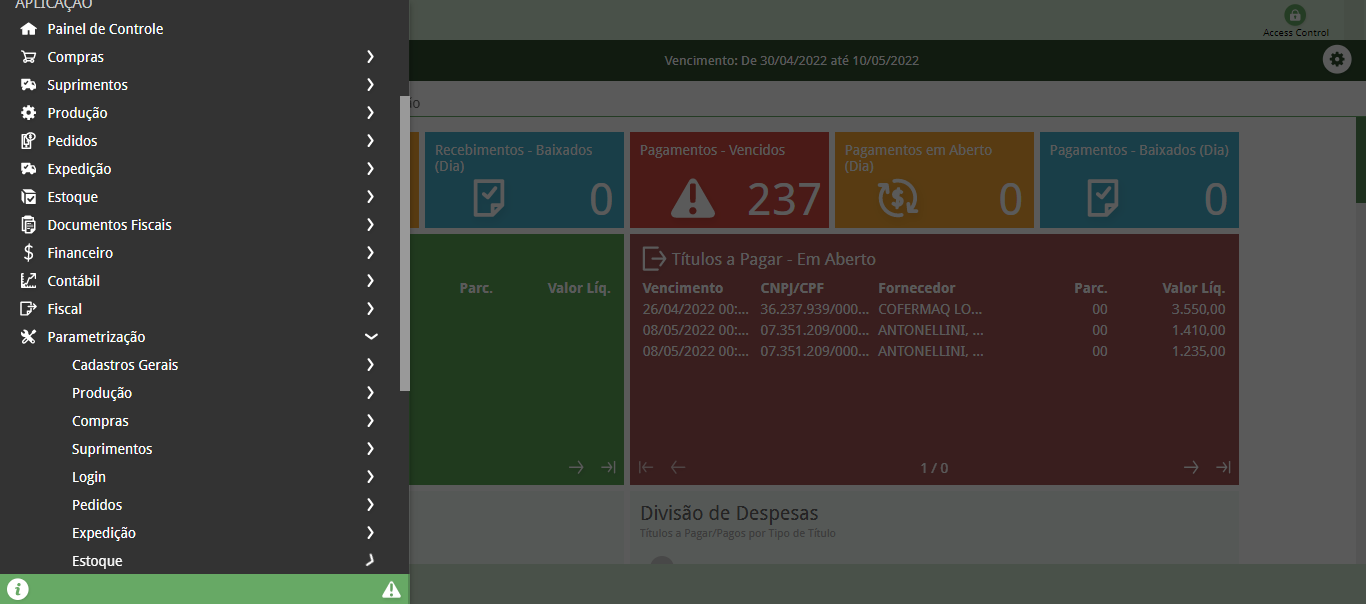 APLICAÇÃO
Painel de Controle
Compras
Suprimentos
Produção
Pedidos
Expedição
Estoque
Documentos Fiscais
Financeiro
Contábil
Fiscal
Parametrização
Cadastros Gerais
Produção
Compras
Suprimentos
Login
Pedidos
Expedição
Estoque
Access Control
Vencimento: De 30/04/2022 até 10/05/2022
ão
Recebimentos - Baixados
(Dia)
0
Pagamentos - Vencidos
237
Pagamentos em Aberto
(Dia)
0
Pagamentos - Baixados (Dia)
0
Parc. Valor Líq.
Títulos a Pagar - Em Aberto
Vencimento CNPJ/CPF Fornecedor Parc. Valor Líq.
26/04/2022 00:... 36.237.939/000... COFERMAQ LO... 00 3.550,00
08/05/2022 00:... 07.351.209/000... ANTONELLINI, ... 00 1.410,00
08/05/2022 00:... 07.351.209/000... ANTONELLINI, ... 00 1.235,00
1 / 0
Divisão de Despesas
Títulos a Pagar/Pagos por Tipo de Título